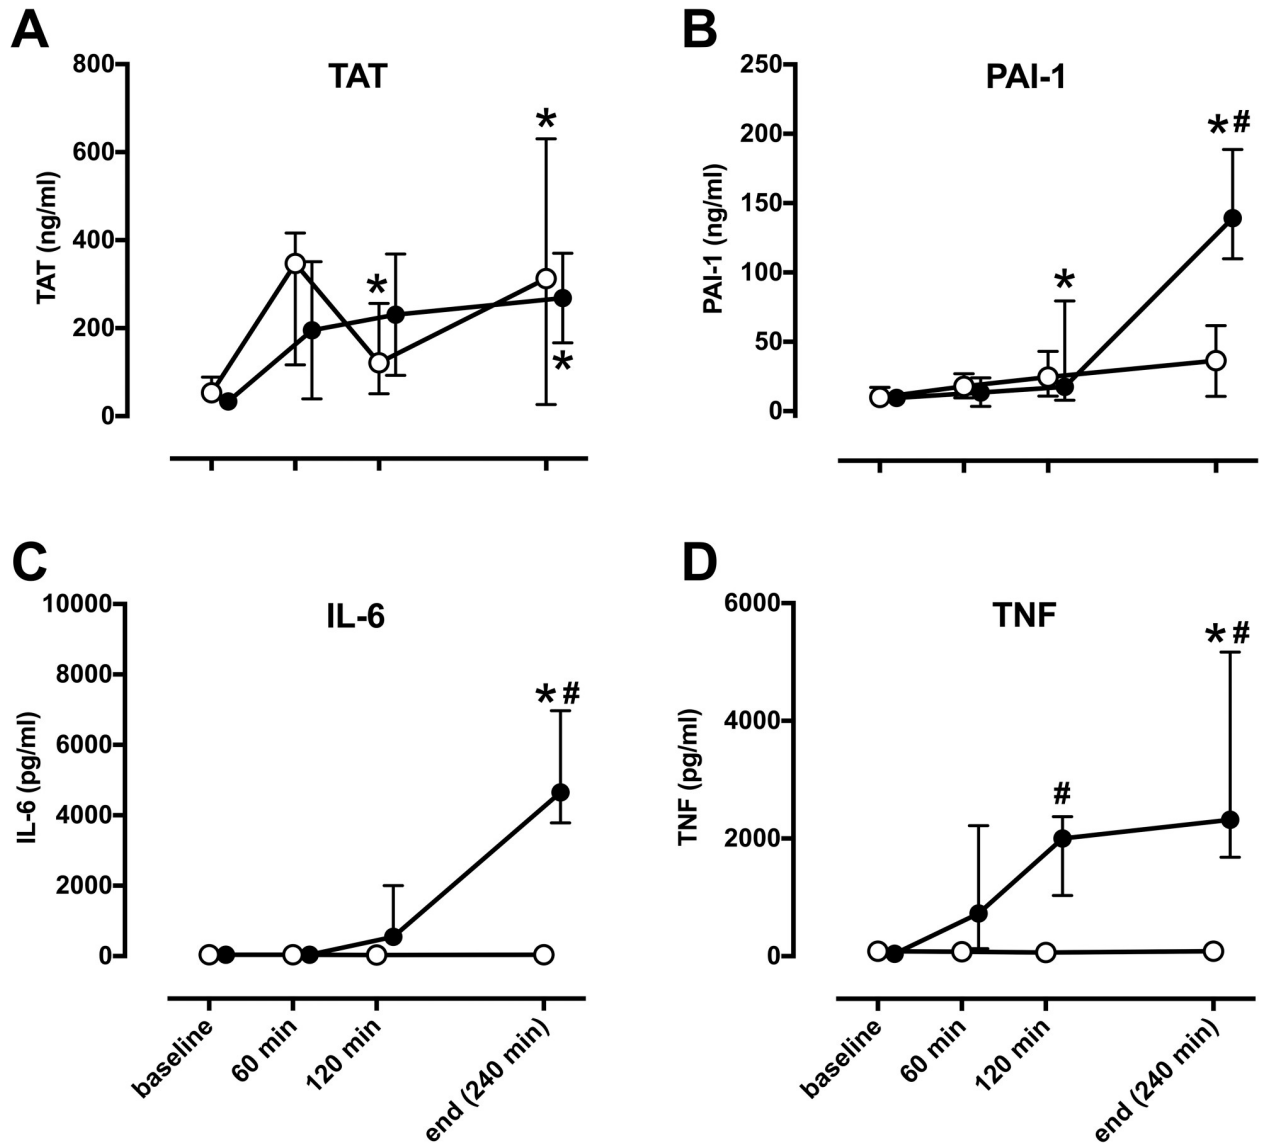 A
TAT
TAT (ng/ml)
800
600
400
200
0
*
*
*
B
PAI-1
PAI-1 (ng/ml)
250
200
150
100
50
0
*
*#
C
IL-6
IL-6 (pg/ml)
10000
8000
6000
4000
2000
0
*#
baseline
60 min
120 min
end (240 min)
D
TNF
TNF (pg/ml)
6000
4000
2000
0
#
*#
baseline
60 min
120 min
end (240 min)